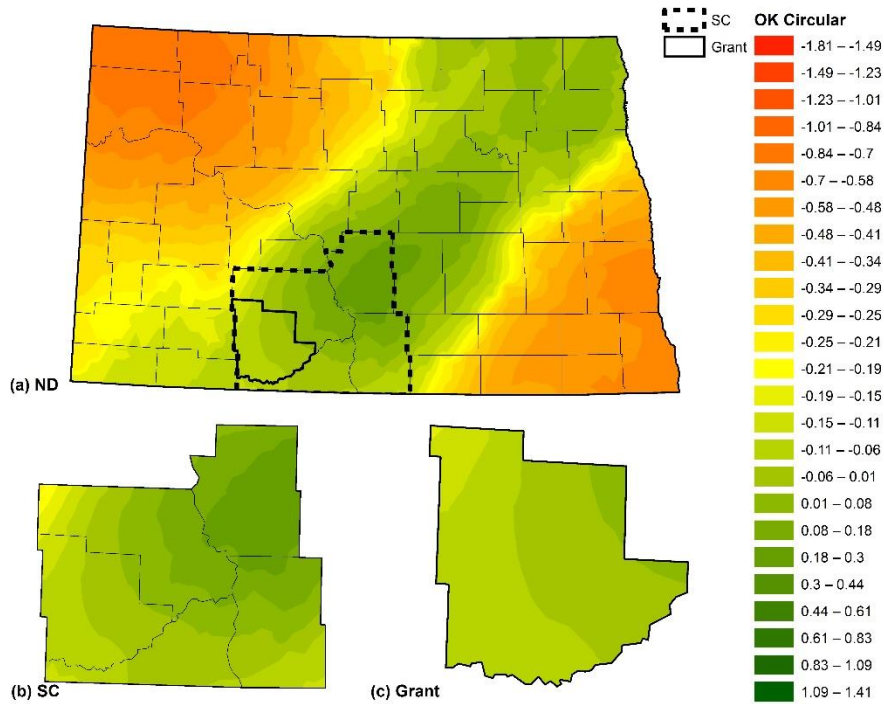 SC
Grant
OK Circular
-1.81 – -1.49
-1.49 – -1.23
-1.23 – -1.01
-1.01 – -0.84
-0.84 – -0.7
-0.7 – -0.58
-0.58 – -0.48
-0.48 – -0.41
-0.41 – -0.34
-0.34 – -0.29
-0.29 – -0.25
-0.25 – -0.21
-0.21 – -0.19
-0.19 – -0.15
-0.15 – -0.11
-0.11 – -0.06
-0.06 – 0.01
0.01 – 0.08
0.08 – 0.18
0.18 – 0.3
0.3 – 0.44
0.44 – 0.61
0.61 – 0.83
0.83 – 1.09
1.09 – 1.41
(a) ND
(b) SC
(c) Grant